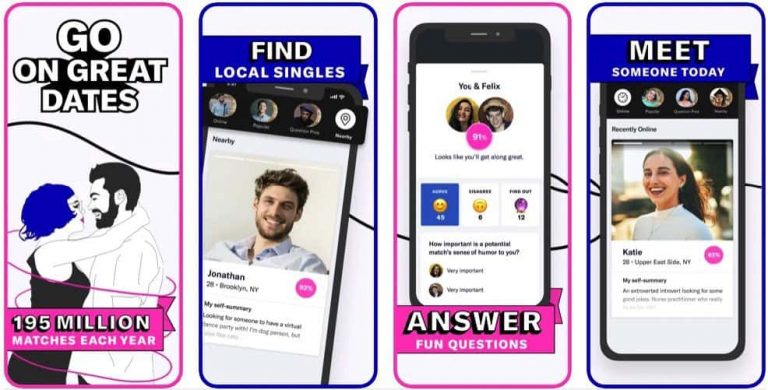 GO
ON GREAT
DATES
195 MILLION
MATCHES EACH YEAR
FIND
LOCAL SINGLES
Online
Popular
Question Pros
Nearby
Nearby
Jonathan
28 • Brooklyn, NY
93%
My self-summary
Looking for someone to have a virtual
dance party with! I'm dog person, but
also like cats
You & Felix
91%
Looks like you'll get along great.
AGREE
45
DISAGREE
6
FIND OUT
12
How important is a potential
match's sense of humor to you?
Very important
Very important
ANSWER
FUN QUESTIONS
MEET
SOMEONE TODAY
Online
Popular
Question Pros
Nearby
Recently Online
Katie
28 • Upper East Side, NY
93%
My self-summary
An extroverted introvert looking for some
good jokes. Nurse practitioner who really